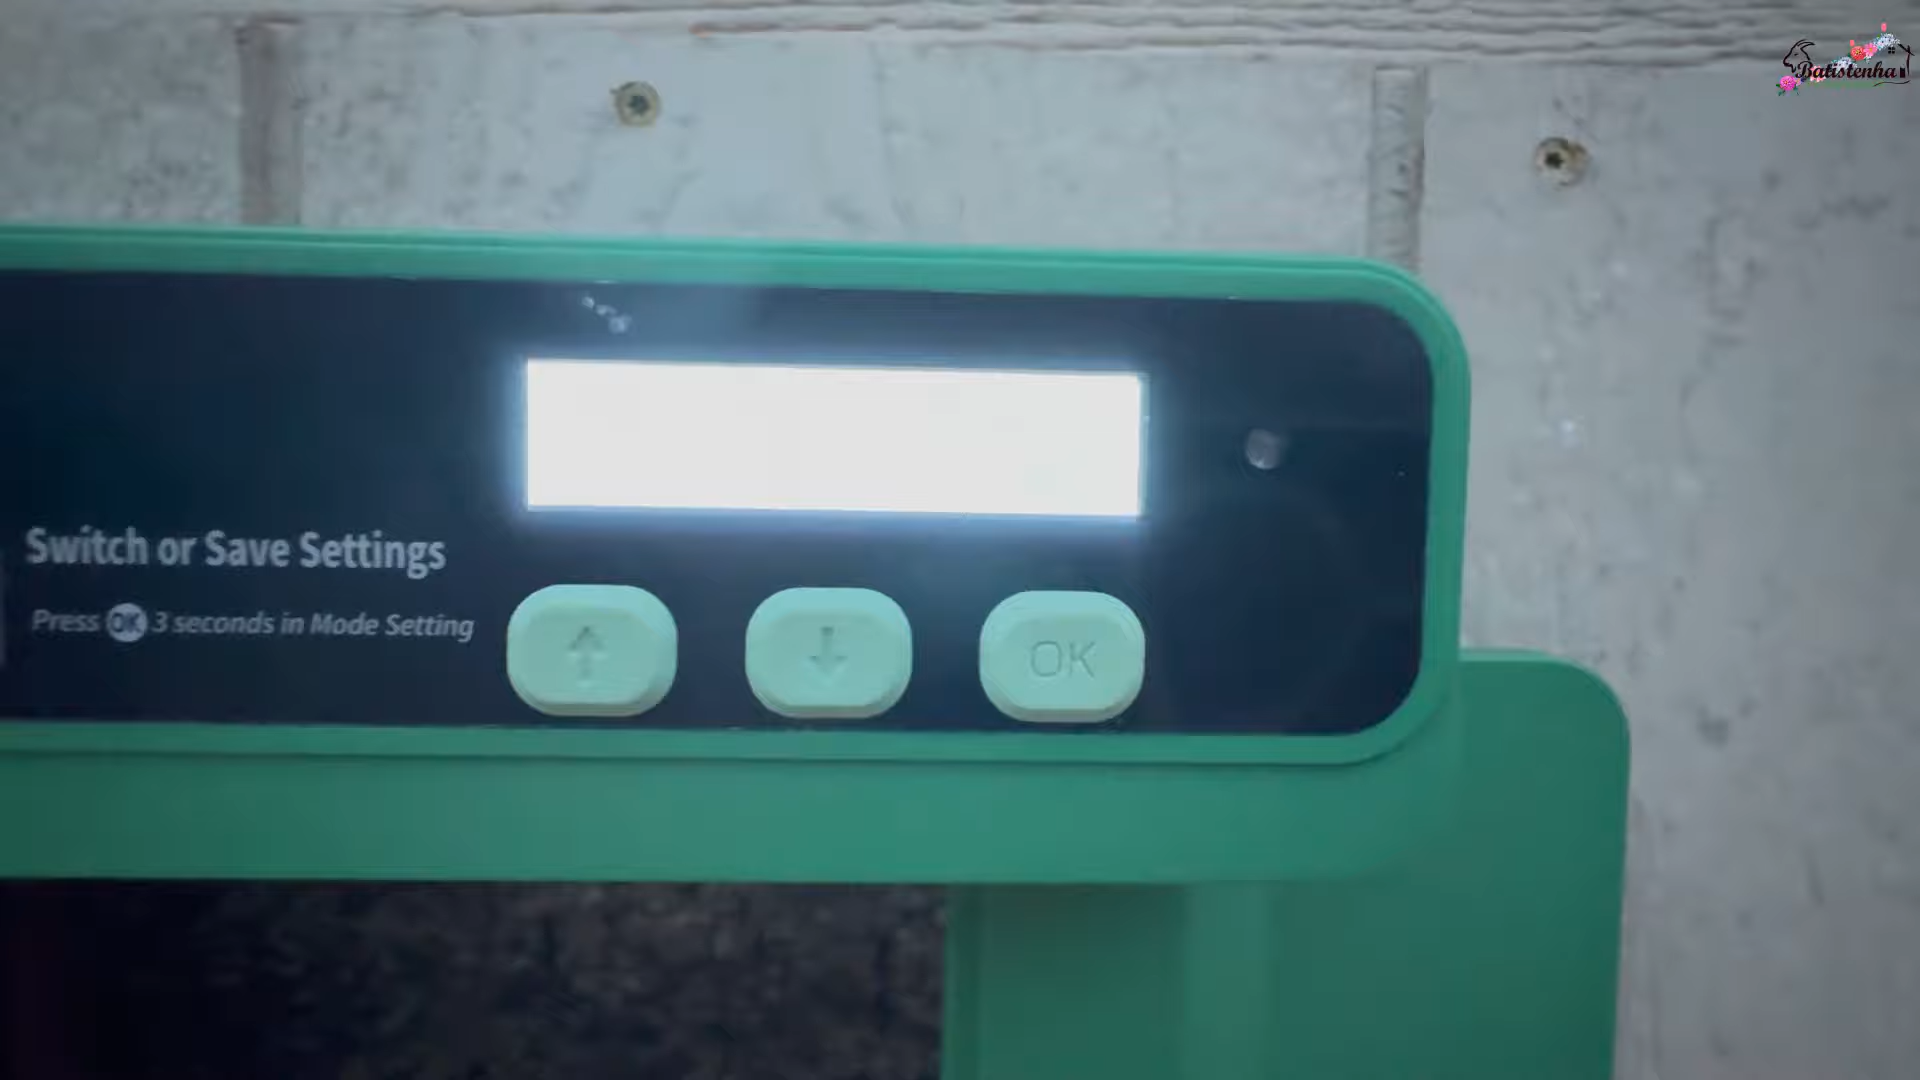 Batistenha
Switch or Save Settings
Press OK 3 seconds in Mode Setting
↑ ↓ OK